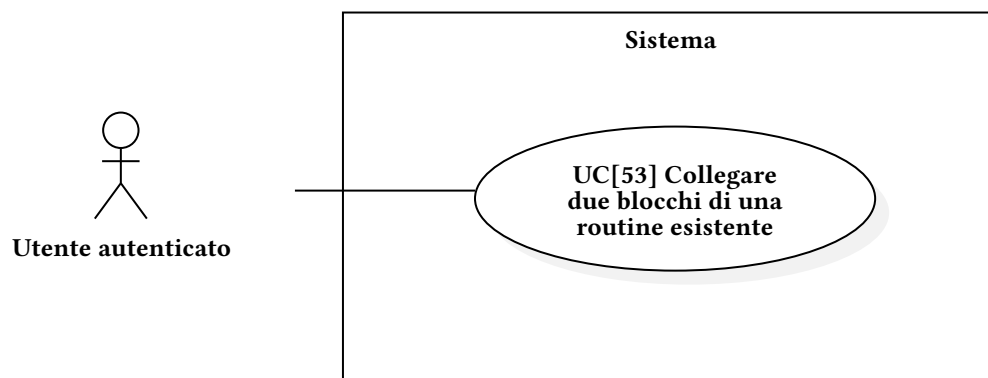 Sistema
UC[53] Collegare
due blocchi di una
routine esistente
Utente autenticato